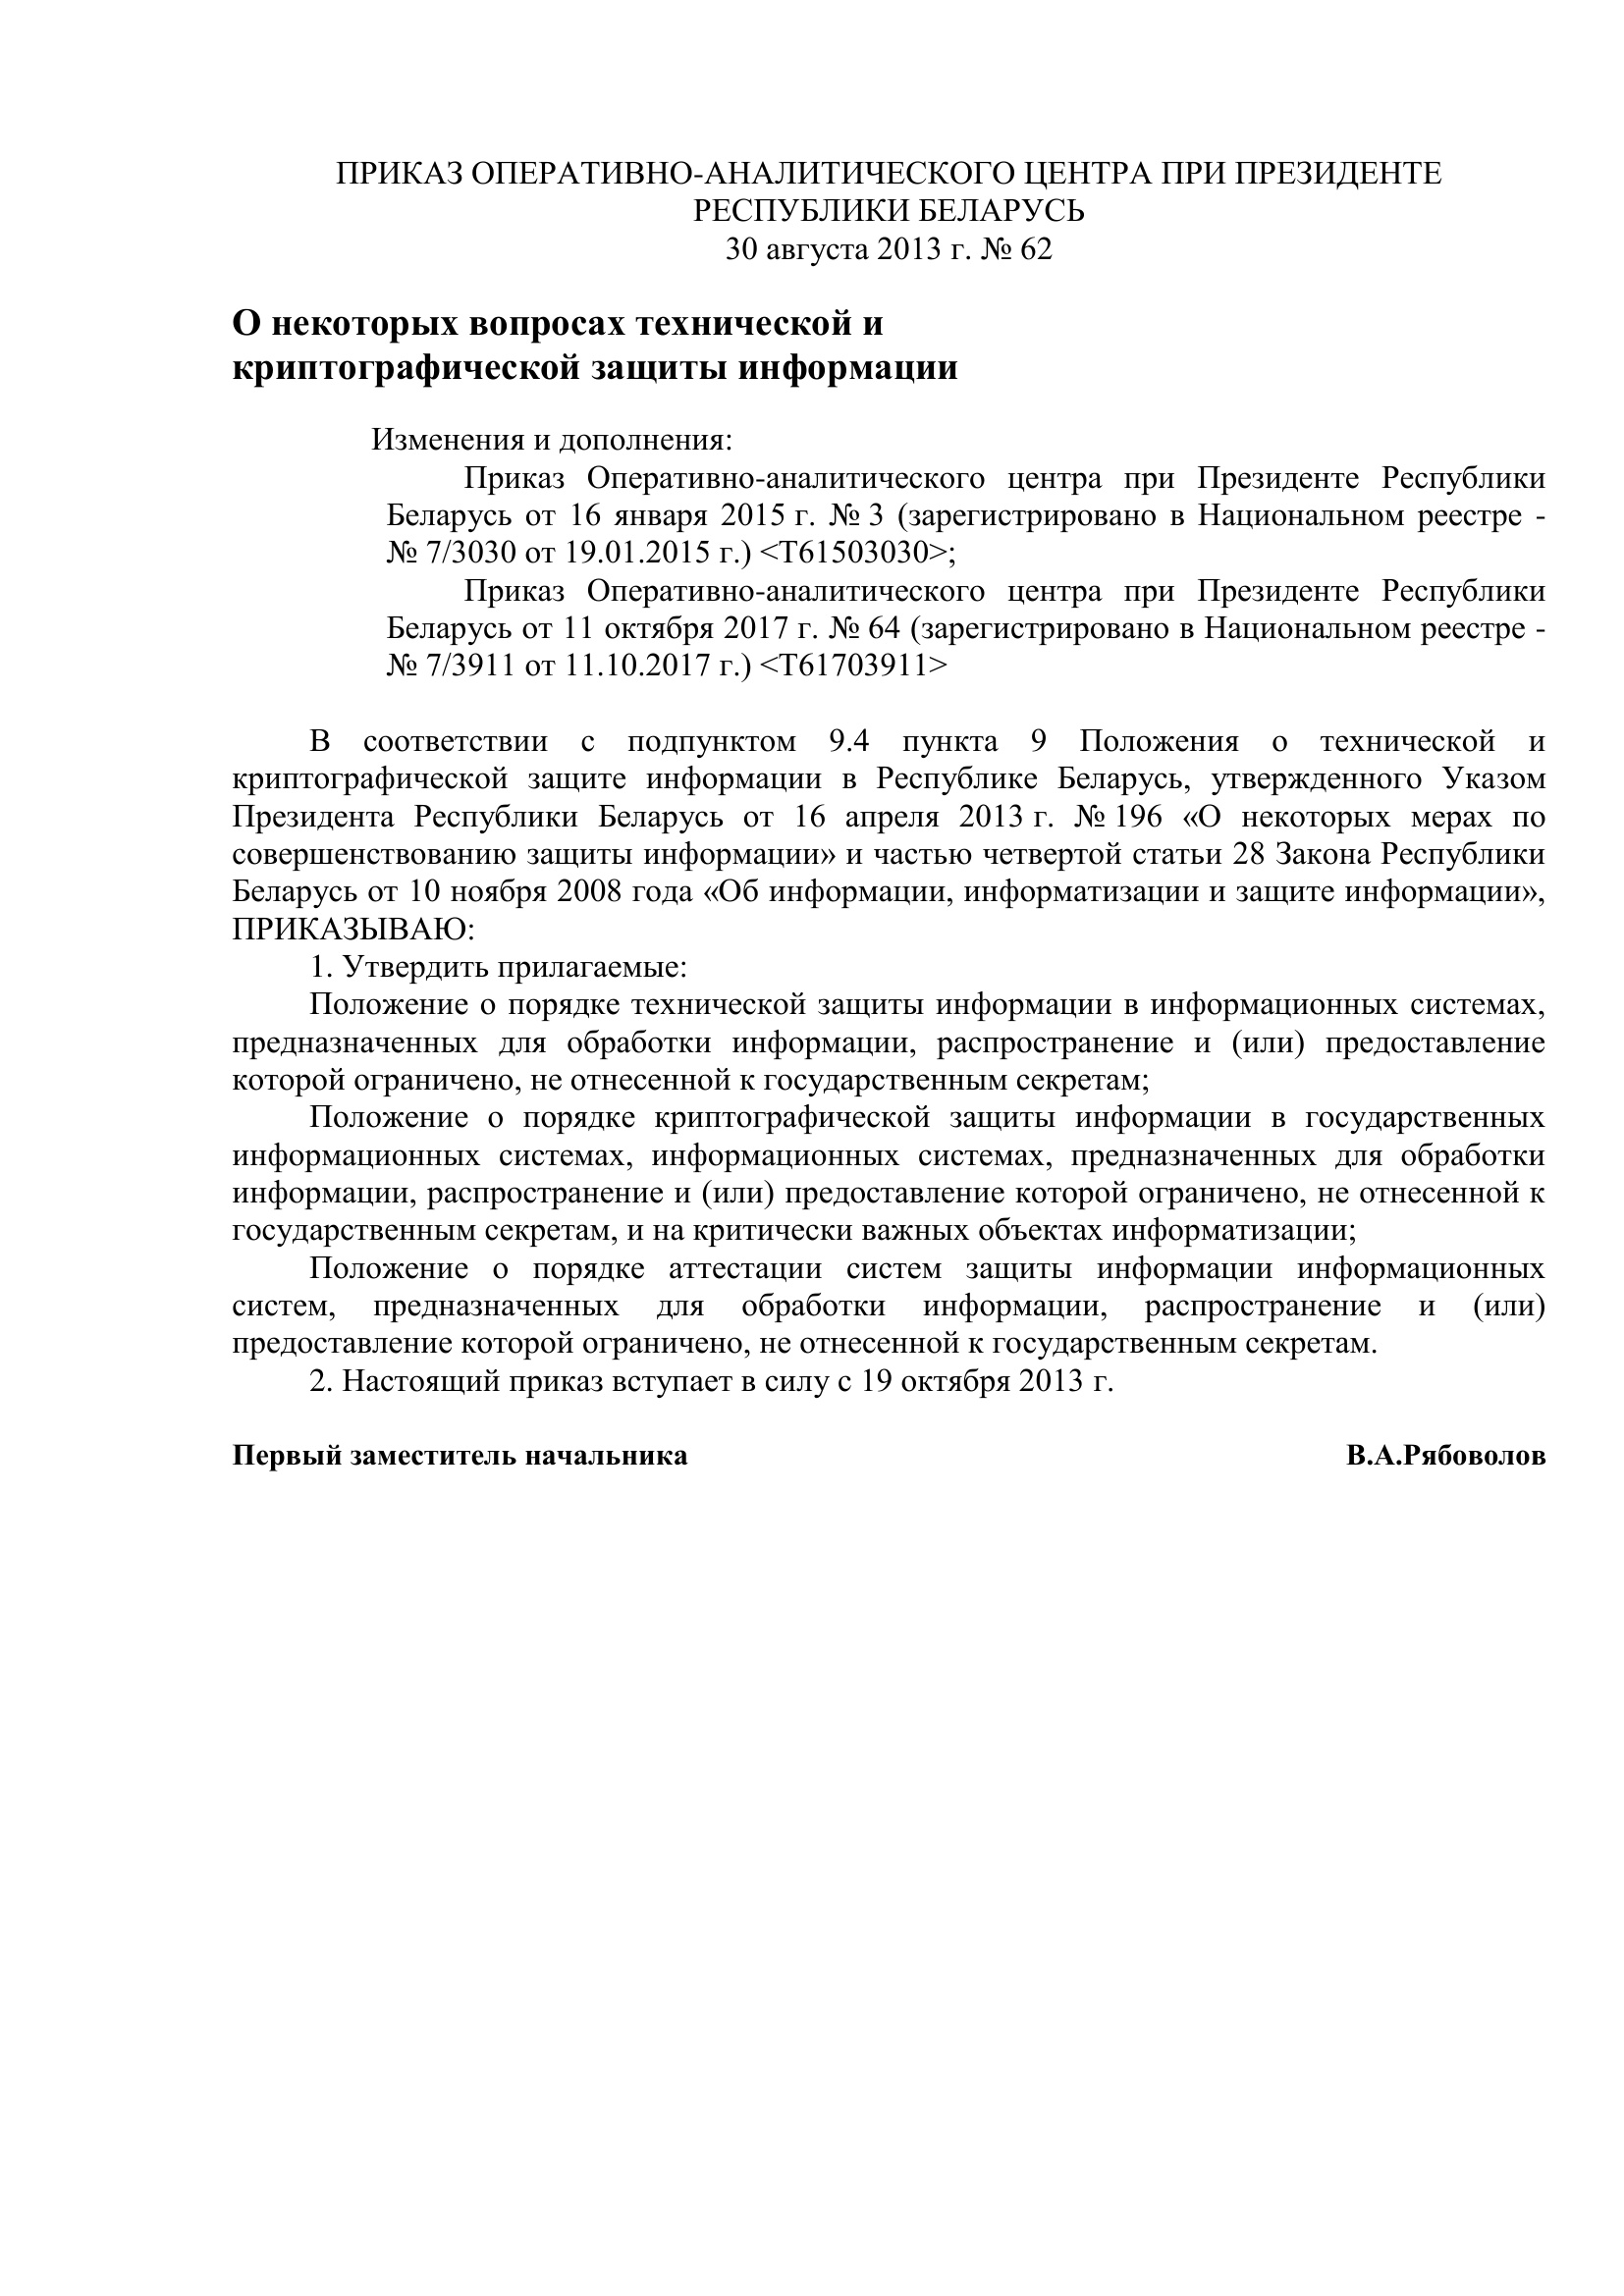 ПРИКАЗ ОПЕРАТИВНО-АНАЛИТИЧЕСКОГО ЦЕНТРА ПРИ ПРЕЗИДЕНТЕ
РЕСПУБЛИКИ БЕЛАРУСЬ
30 августа 2013 г. № 62
О некоторых вопросах технической и
криптографической защиты информации
Изменения и дополнения:
Приказ Оперативно-аналитического центра при Президенте Республики
Беларусь от 16 января 2015 г. № 3 (зарегистрировано в Национальном реестре -
№ 7/3030 от 19.01.2015 г.) <T61503030>;
Приказ Оперативно-аналитического центра при Президенте Республики
Беларусь от 11 октября 2017 г. № 64 (зарегистрировано в Национальном реестре -
№ 7/3911 от 11.10.2017 г.) <T61703911>
В соответствии с подпунктом 9.4 пункта 9 Положения о технической и
криптографической защите информации в Республике Беларусь, утвержденного Указом
Президента Республики Беларусь от 16 апреля 2013 г. № 196 «О некоторых мерах по
совершенствованию защиты информации» и частью четвертой статьи 28 Закона Республики
Беларусь от 10 ноября 2008 года «Об информации, информатизации и защите информации»,
ПРИКАЗЫВАЮ:
1. Утвердить прилагаемые:
Положение о порядке технической защиты информации в информационных системах,
предназначенных для обработки информации, распространение и (или) предоставление
которой ограничено, не отнесенной к государственным секретам;
Положение о порядке криптографической защиты информации в государственных
информационных системах, информационных системах, предназначенных для обработки
информации, распространение и (или) предоставление которой ограничено, не отнесенной к
государственным секретам, и на критически важных объектах информатизации;
Положение о порядке аттестации систем защиты информации информационных
систем, предназначенных для обработки информации, распространение и (или)
предоставление которой ограничено, не отнесенной к государственным секретам.
2. Настоящий приказ вступает в силу с 19 октября 2013 г.
Первый заместитель начальника В.А.Рябоволов